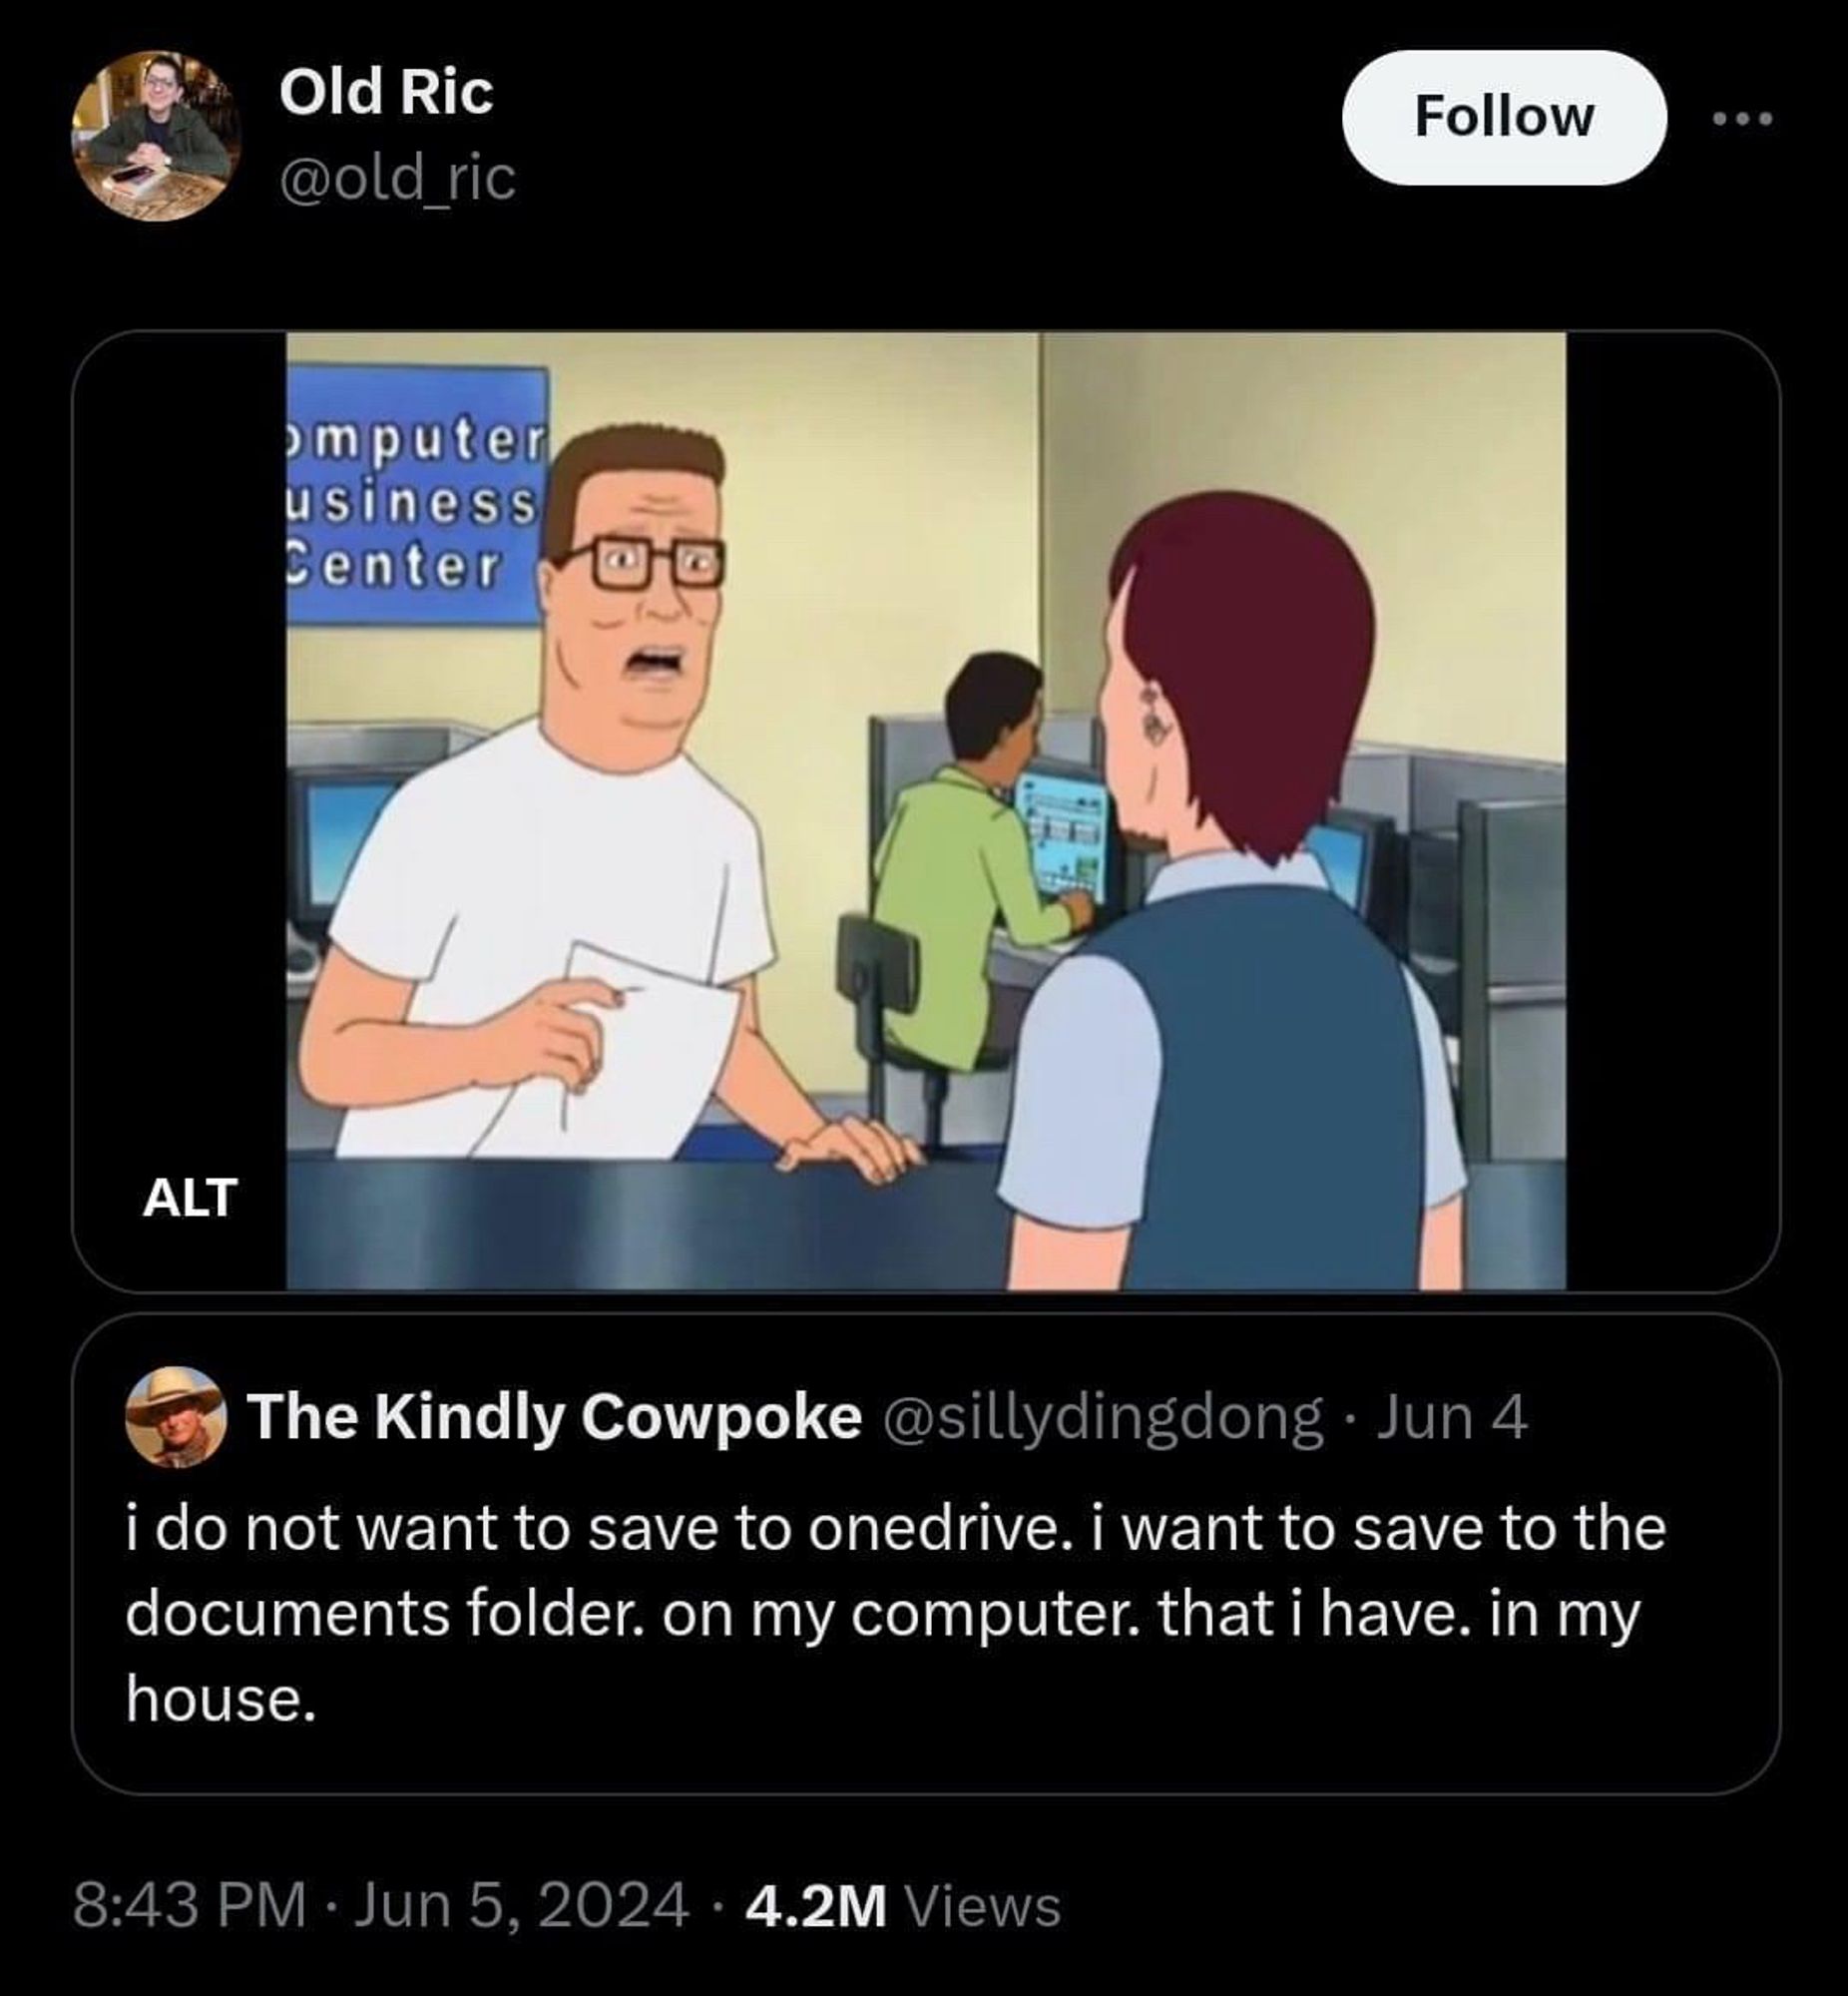 Old Ric
Follow
@old_ric
omputer
usiness
Center
ALT
The Kindly Cowpoke @sillydingdong · Jun 4
i do not want to save to onedrive. i want to save to the
documents folder. on my computer. that i have. in my
house.
8:43 PM · Jun 5, 2024 · 4.2M Views